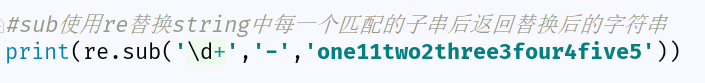 #sub使用re替换string中每一个匹配的子串后返回替换后的字符串
print(re.sub('\d+','-','one11two2three3four4five5'))